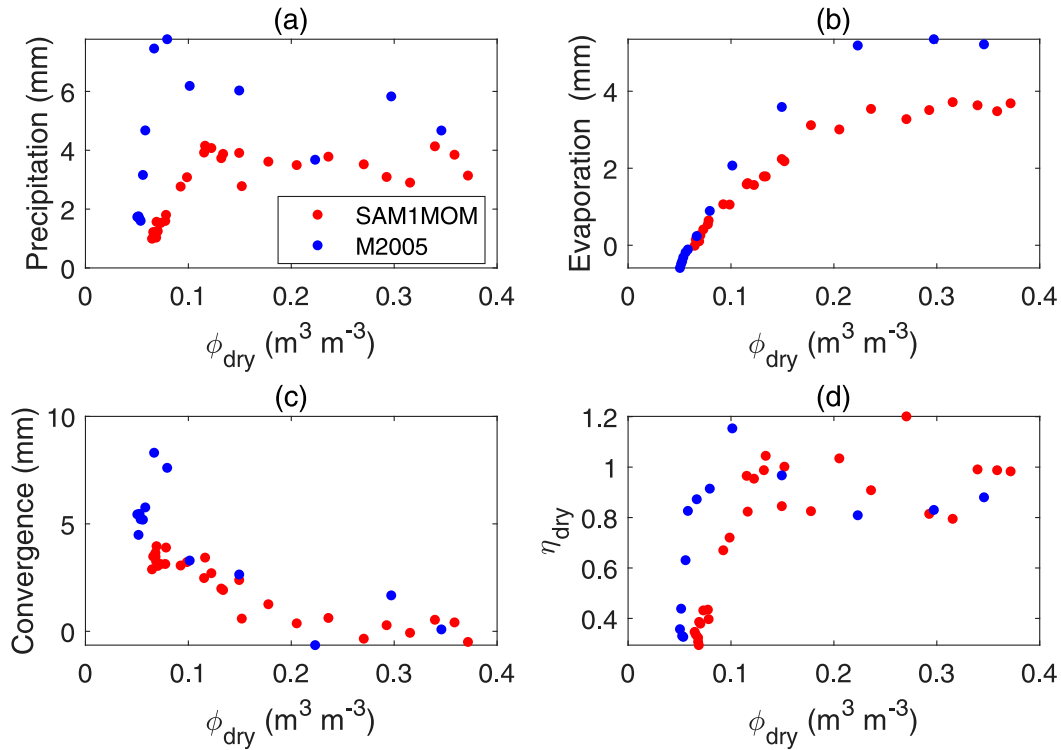 (a)
Precipitation (mm)
6
4
2
0
0
0.1
0.2
0.3
0.4
ϕdry (m³ m⁻³)
SAM1MOM
M2005
(b)
Evaporation (mm)
4
2
0
0
0.1
0.2
0.3
0.4
ϕdry (m³ m⁻³)
(c)
Convergence (mm)
10
5
0
0
0.1
0.2
0.3
0.4
ϕdry (m³ m⁻³)
(d)
ηdry
1.2
1
0.8
0.6
0.4
0
0.1
0.2
0.3
0.4
ϕdry (m³ m⁻³)